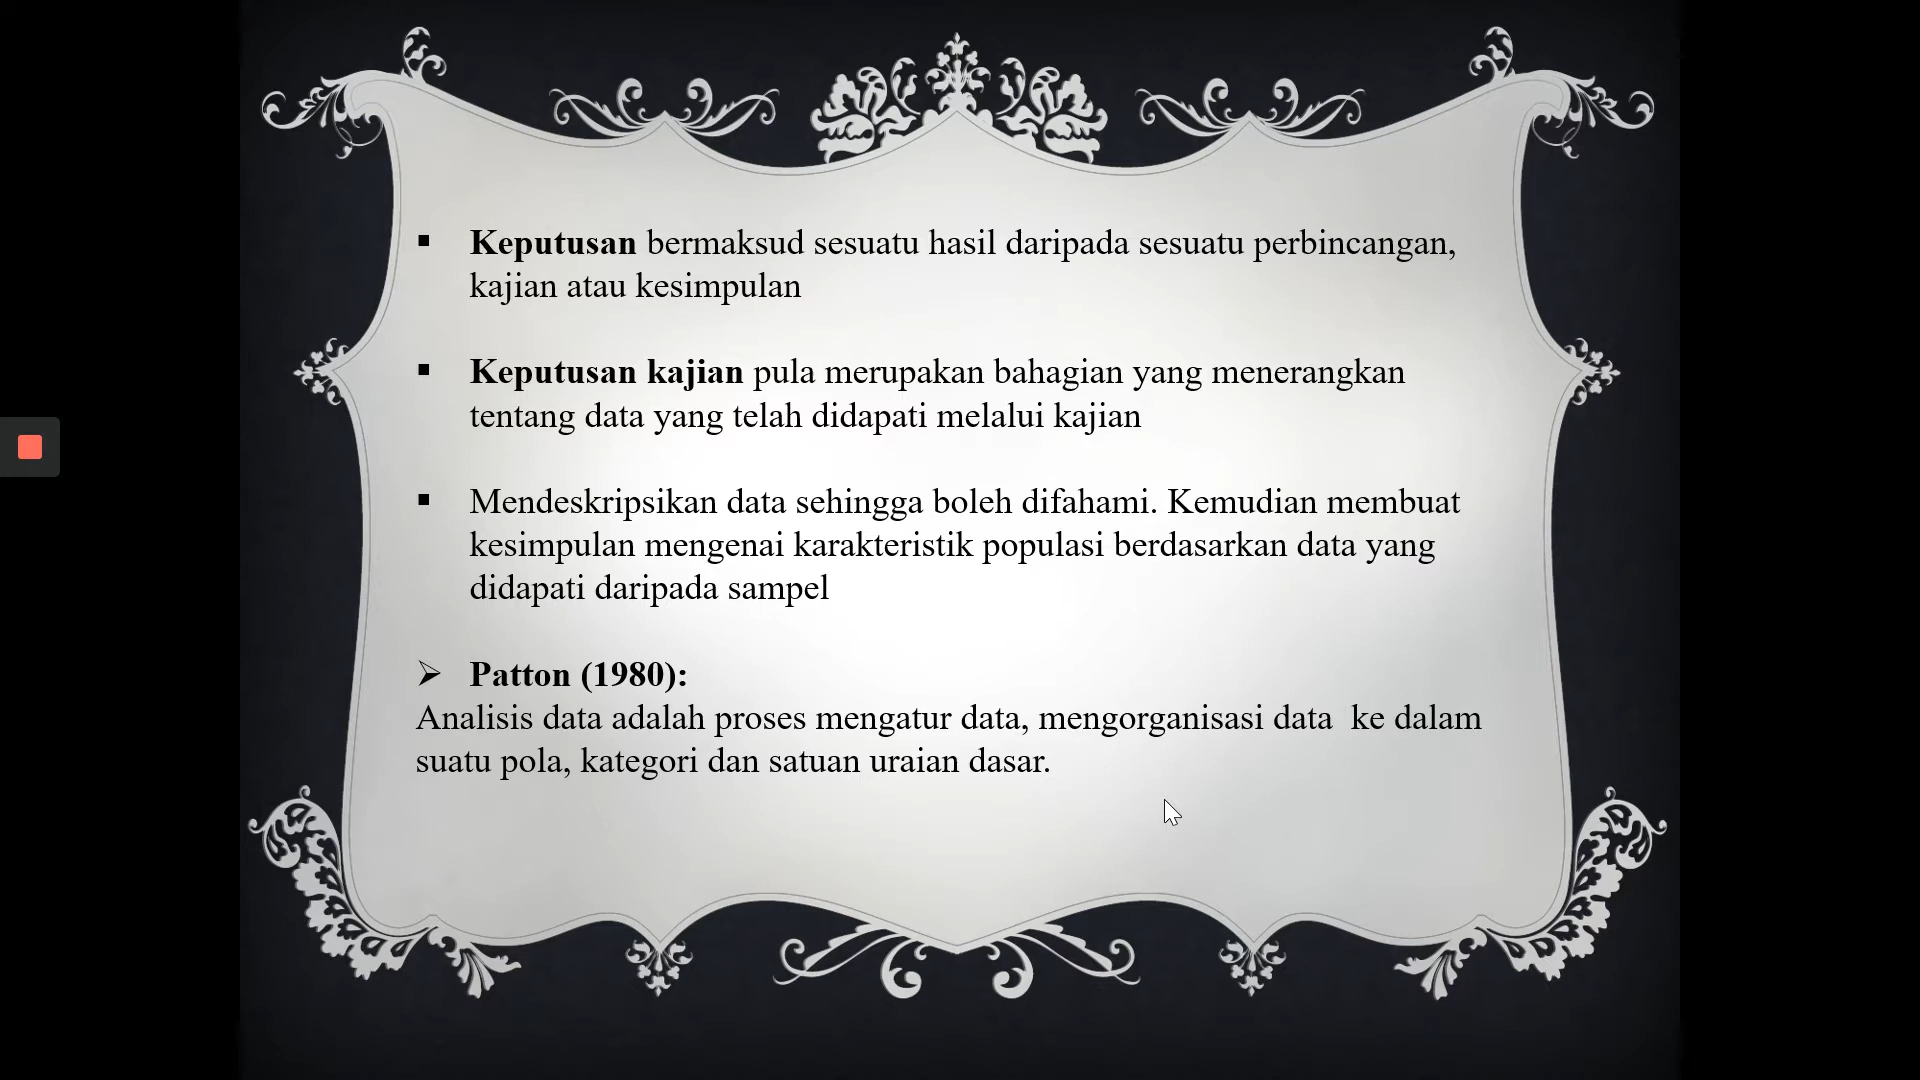 ▪ Keputusan bermaksud sesuatu hasil daripada sesuatu perbincangan,
kajian atau kesimpulan
▪ Keputusan kajian pula merupakan bahagian yang menerangkan
tentang data yang telah didapati melalui kajian
▪ Mendeskripsikan data sehingga boleh difahami. Kemudian membuat
kesimpulan mengenai karakteristik populasi berdasarkan data yang
didapati daripada sampel
➢ Patton (1980):
Analisis data adalah proses mengatur data, mengorganisasi data  ke dalam
suatu pola, kategori dan satuan uraian dasar.